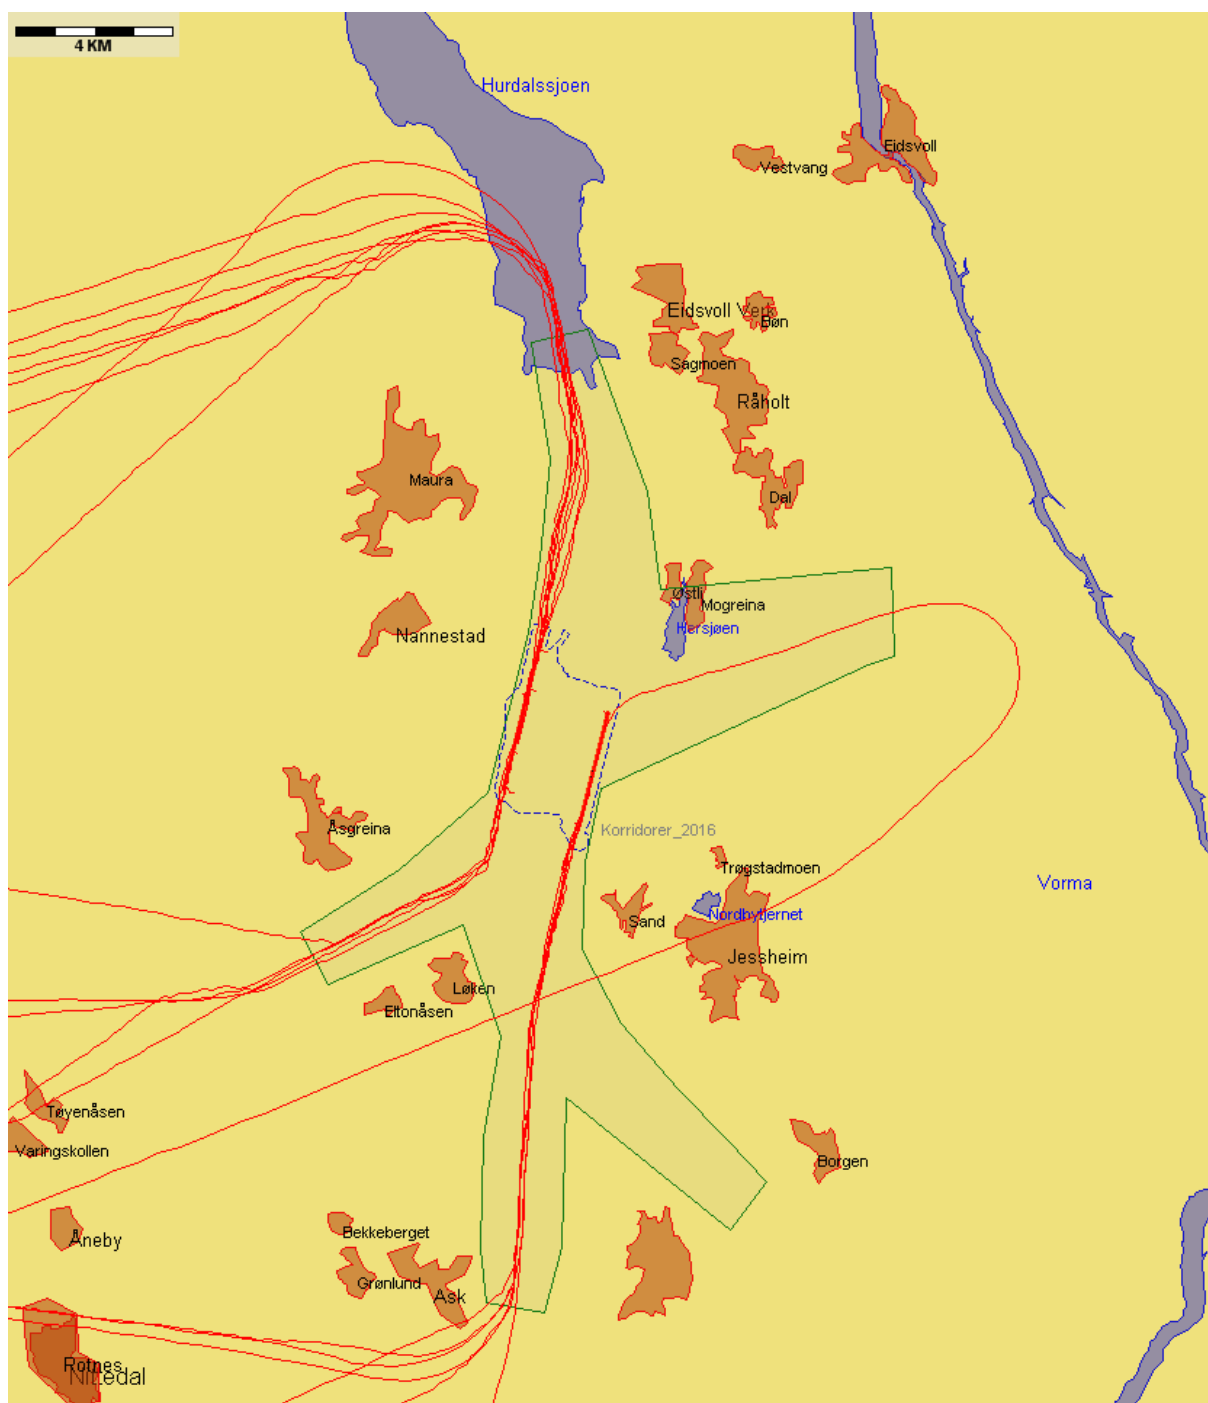 4 KM
Hurdalssjoen
Eidsvoll
Vestvang
Eidsvoll Verk
Bøn
Sagmoen
Råholt
Maura
Dal
Østli
Mogreina
Hersjøen
Nannestad
Åsgreina
Korridorer_2016
Trøgstadmoen
Vorma
Nordbytjernet
Sand
Jessheim
Løken
Eltonåsen
Tøyenåsen
Varingskollen
Borgen
Åneby
Bekkeberget
Grønlund
Ask
Rotnes
Nittedal